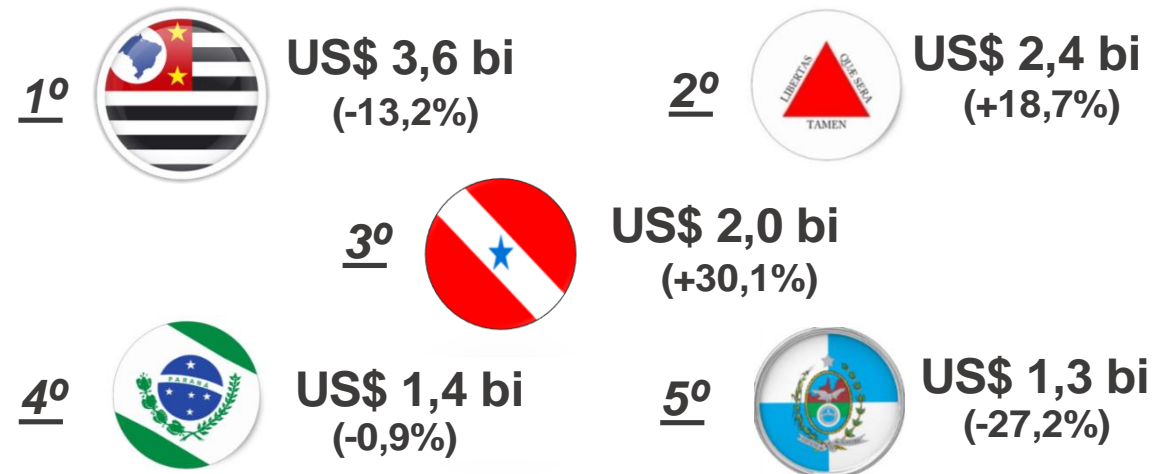 1º
US$ 3,6 bi
(-13,2%)
2º
LIBERTAS
QUÆ SERA
TAMEN
US$ 2,4 bi
(+18,7%)
3º
US$ 2,0 bi
(+30,1%)
4º
PARANÁ
US$ 1,4 bi
(-0,9%)
5º
US$ 1,3 bi
(-27,2%)